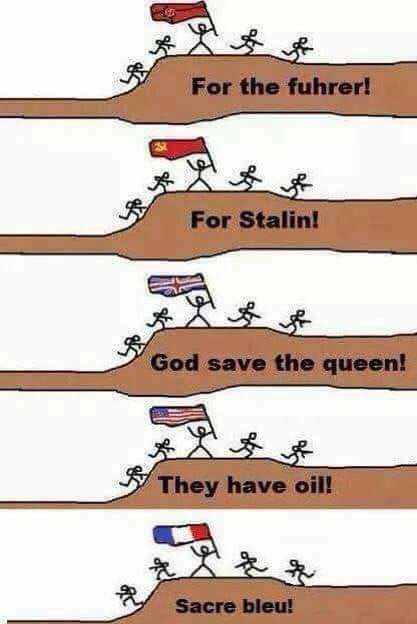 For the fuhrer!
For Stalin!
God save the queen!
They have oil!
Sacre bleu!